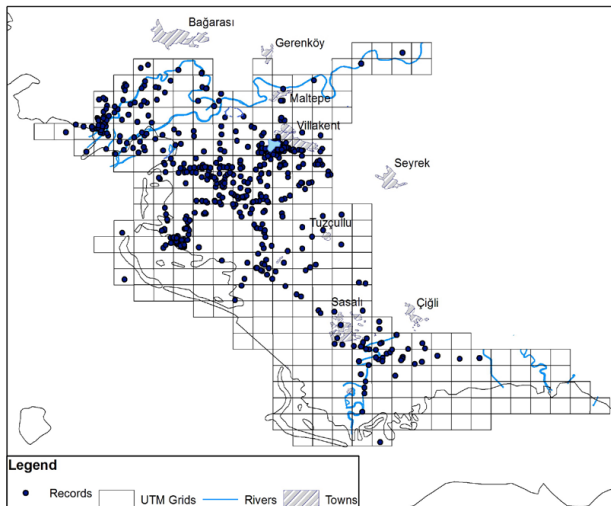 Bağarası
Gerenköy
Maltepe
Villakent
Seyrek
Tuzçullu
Sasalı
Çiğli
Legend
Records
UTM Grids
Rivers
Towns